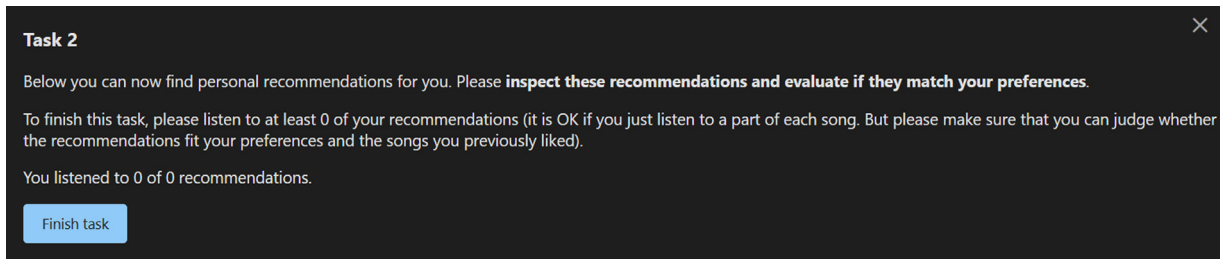 Task 2
Below you can now find personal recommendations for you. Please inspect these recommendations and evaluate if they match your preferences.
To finish this task, please listen to at least 0 of your recommendations (it is OK if you just listen to a part of each song. But please make sure that you can judge whether
the recommendations fit your preferences and the songs you previously liked).
You listened to 0 of 0 recommendations.
Finish task